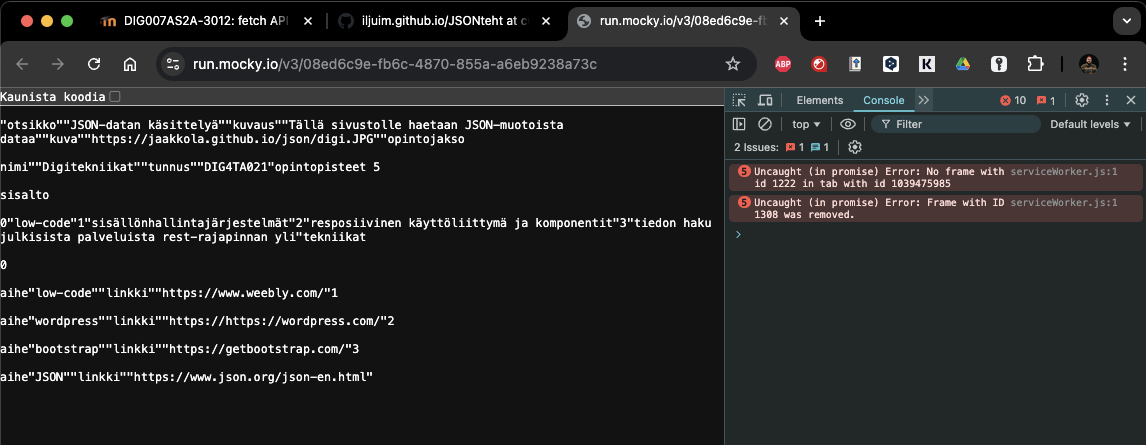 DIG007AS2A-3012: fetch API
iljuim.github.io/JSONteht at c
run.mocky.io/v3/08ed6c9e-fb
run.mocky.io/v3/08ed6c9e-fb6c-4870-855a-a6eb9238a73c
ABP
K
Kaunista koodia
"otsikko""JSON-datan käsittelyä""kuvaus""Tällä sivustolle haetaan JSON-muotoista
dataa""kuva""https://jaakkola.github.io/json/digi.JPG""opintojakso
nimi""Digitekniikat""tunnus""DIG4TA021"opintopisteet 5
sisalto
0"low-code"1"sisällönhallintajärjestelmät"2"resposiivinen käyttöliittymä ja komponentit"3"tiedon haku
julkisista palveluista rest-rajapinnan yli"tekniikat
0
aihe"low-code""linkki""https://www.weebly.com/"1
aihe"wordpress""linkki""https://https://wordpress.com/"2
aihe"bootstrap""linkki""https://getbootstrap.com/"3
aihe"JSON""linkki""https://www.json.org/json-en.html"
Elements Console 10 1
top Filter Default levels
2 Issues: 1 1
5 Uncaught (in promise) Error: No frame with serviceWorker.js:1
id 1222 in tab with id 1039475985
5 Uncaught (in promise) Error: Frame with ID serviceWorker.js:1
1308 was removed.